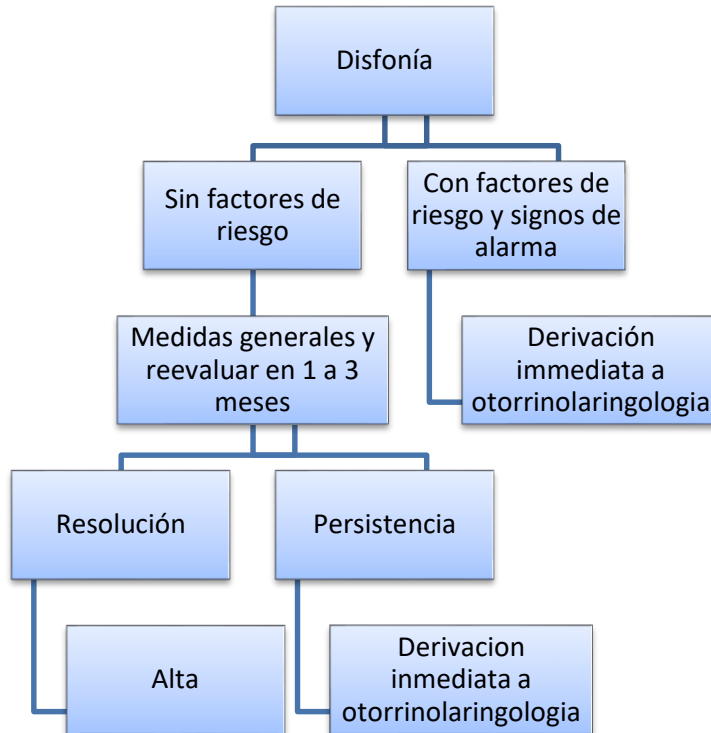 Disfonía
Sin factores de
riesgo
Con factores de
riesgo y signos de
alarma
Medidas generales y
reevaluar en 1 a 3
meses
Derivación
immediata a
otorrinolaringologia
Resolución
Persistencia
Alta
Derivacion
inmediata a
otorrinolaringologia